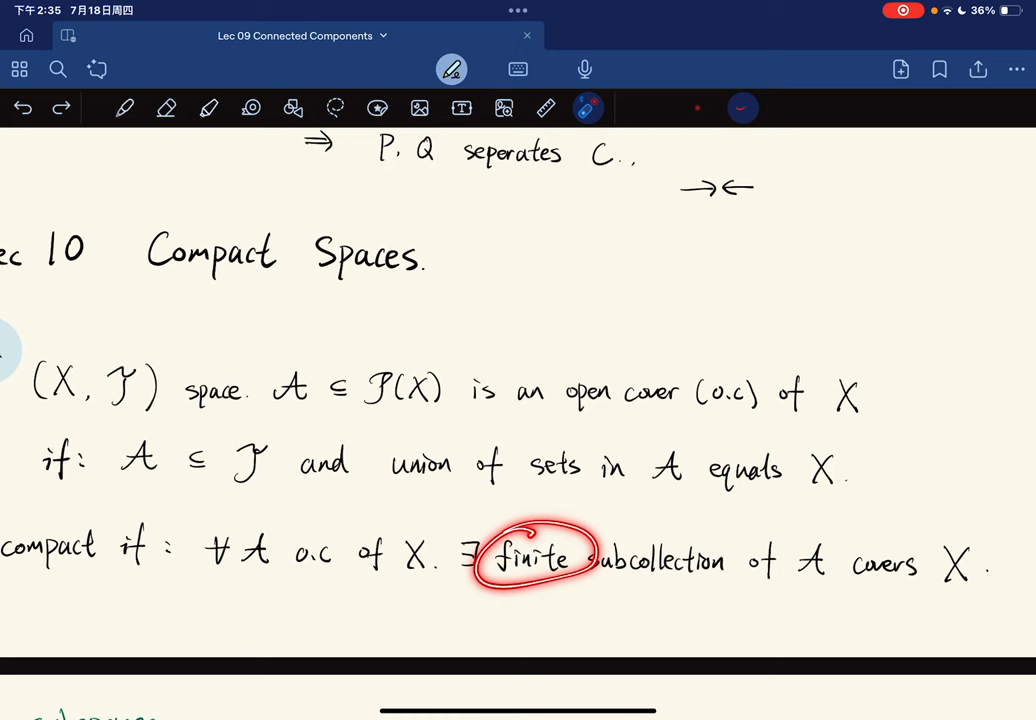 下午2:35 7月18日周四
36%
Lec 09 Connected Components
⇒ P, Q seperates C..
→←
ec 10 Compact Spaces.
(X, 𝒯) space. 𝒜 ⊆ 𝒫(X) is an open cover (o.c) of X
if: 𝒜 ⊆ 𝒯 and union of sets in 𝒜 equals X.
compact if: ∀ 𝒜 o.c of X. ∃ finite subcollection of 𝒜 covers X.